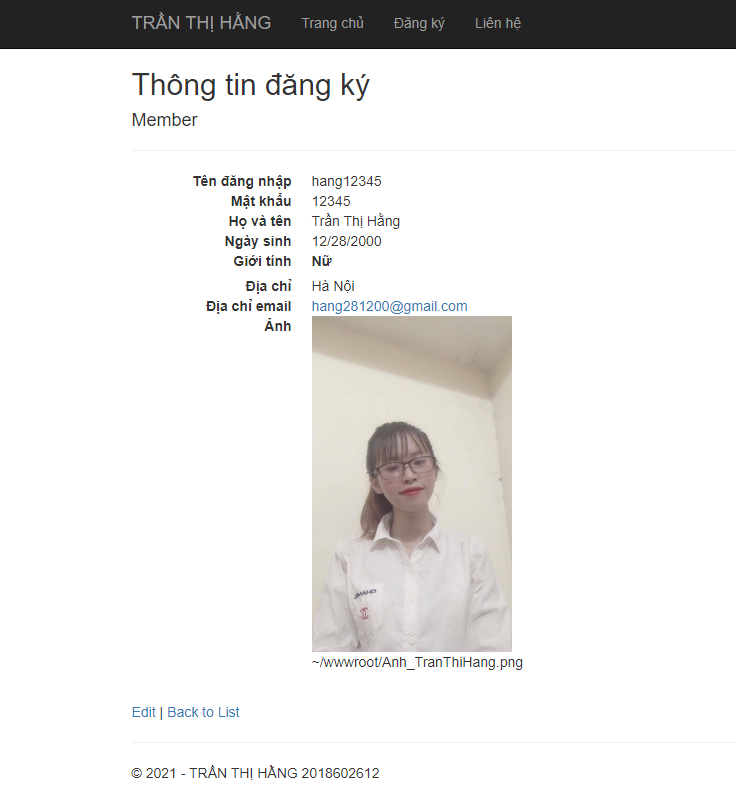 TRẦN THỊ HẰNG Trang chủ Đăng ký Liên hệ
Thông tin đăng ký
Member
Tên đăng nhập hang12345
Mật khẩu 12345
Họ và tên Trần Thị Hằng
Ngày sinh 12/28/2000
Giới tính Nữ
Địa chỉ Hà Nội
Địa chỉ email hang281200@gmail.com
Ảnh
~/wwwroot/Anh_TranThiHang.png
Edit | Back to List
© 2021 - TRẦN THỊ HẰNG 2018602612